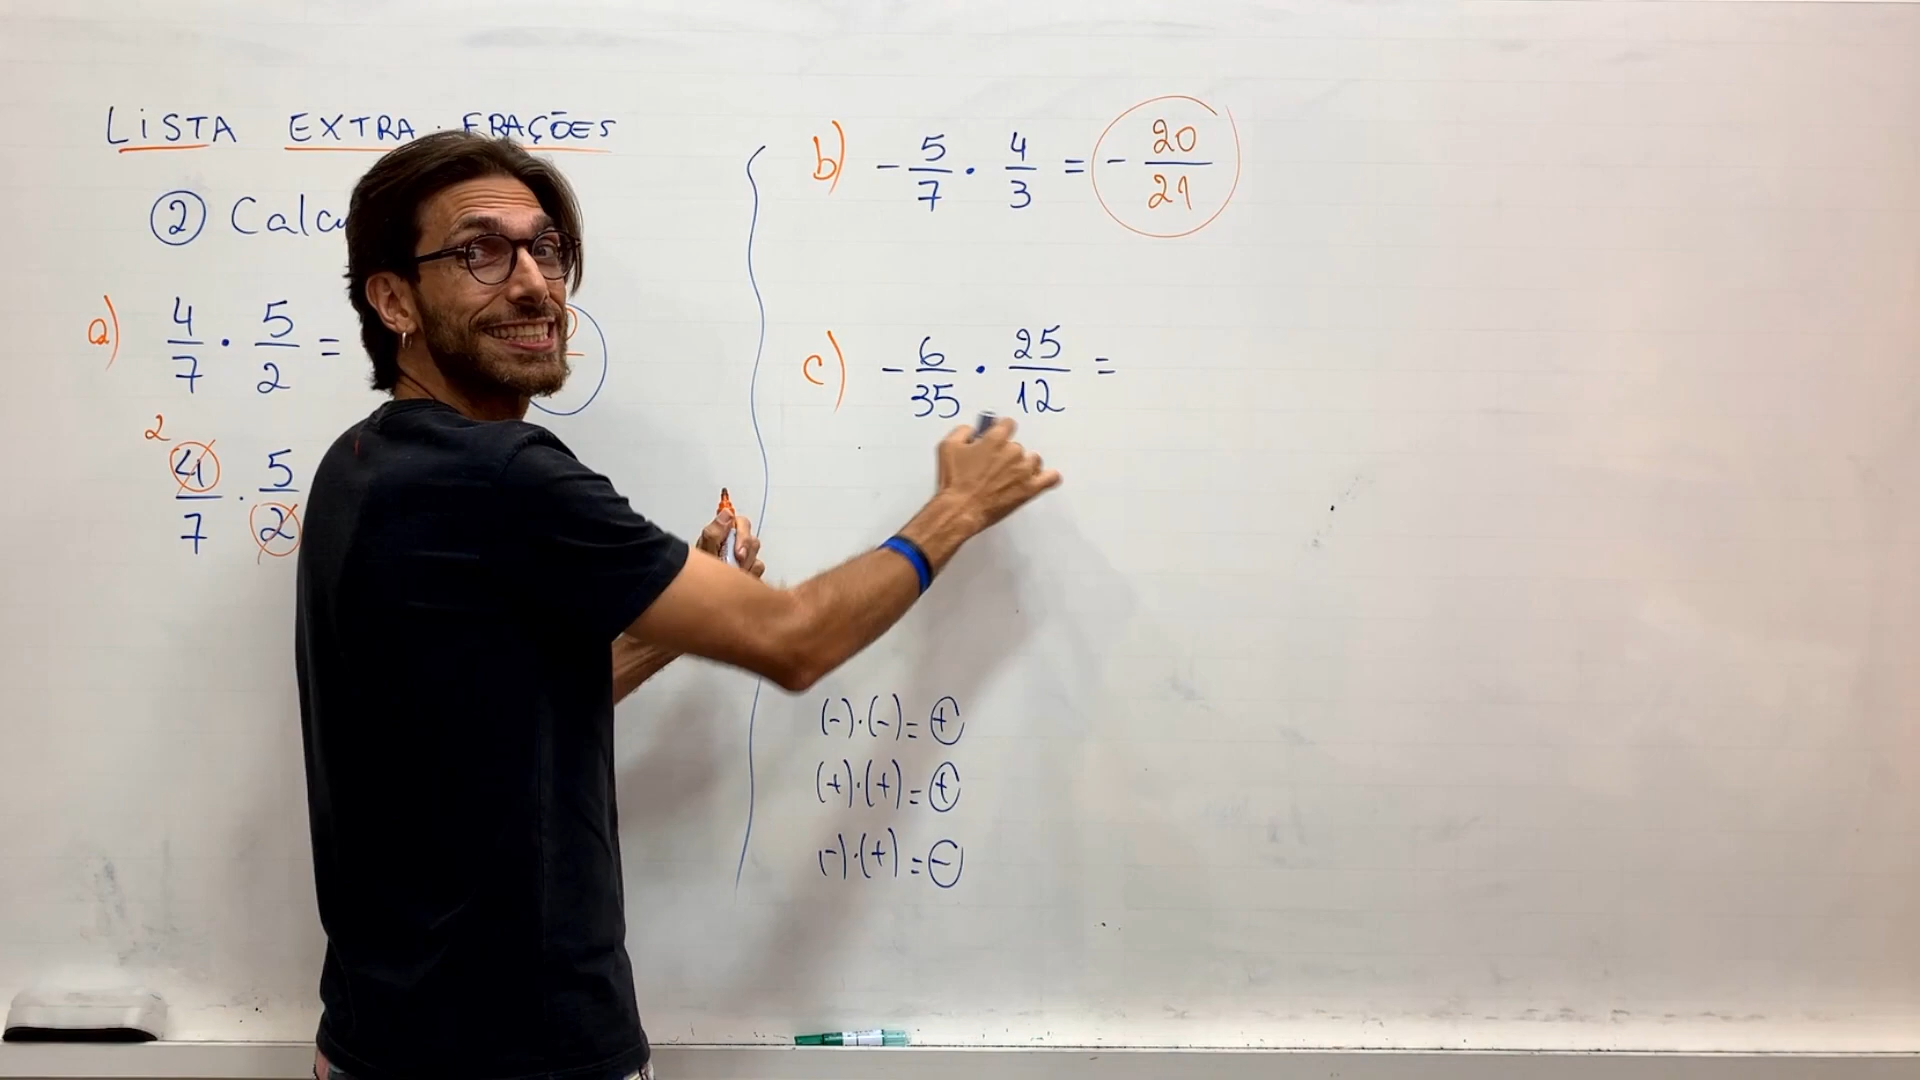 LISTA EXTRA. FRAÇÕES
② Calcu
a) 4/7 · 5/2 =
2
4/7 · 5/2
b) - 5/7 · 4/3 = - 20/21
c) - 6/35 · 25/12 =
(-)·(-)= +
(+)·(+)= +
(-)·(+)= -